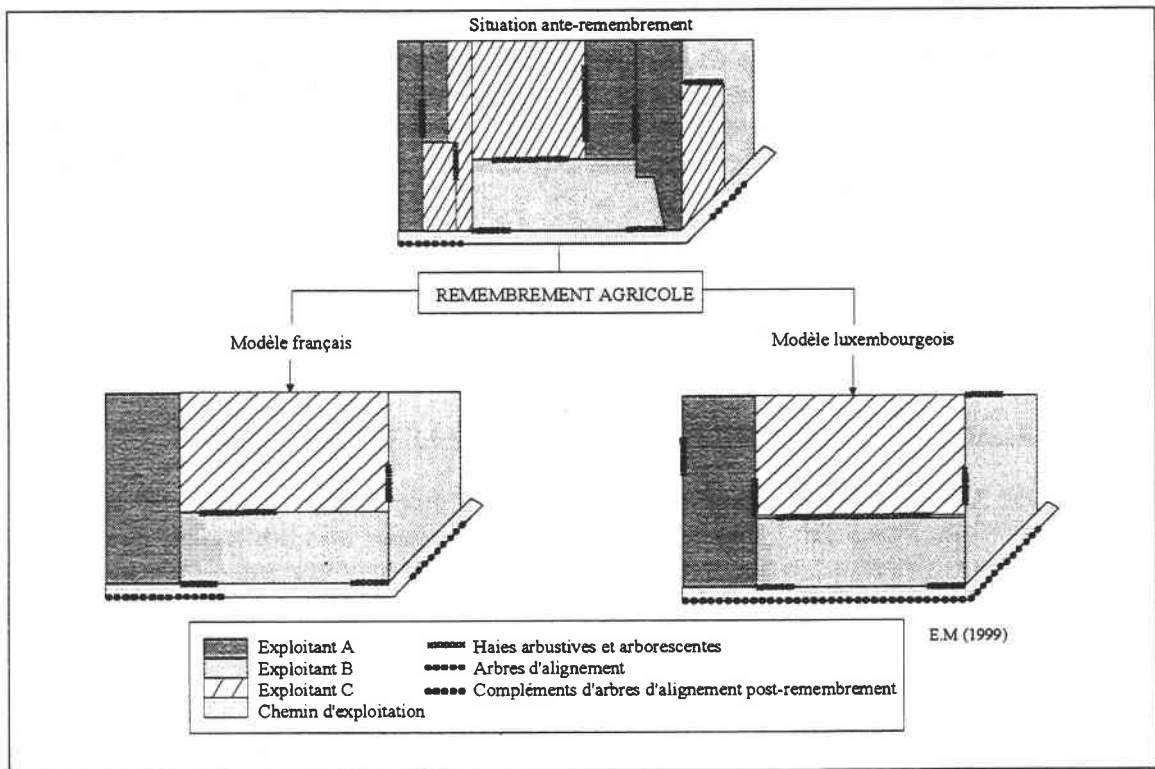 Situation ante-remembrement
REMEMBREMENT AGRICOLE
Modèle français
Modèle luxembourgeois
E.M (1999)
Exploitant A
Exploitant B
Exploitant C
Chemin d'exploitation
Haies arbustives et arborescentes
Arbres d'alignement
Compléments d'arbres d'alignement post-remembrement